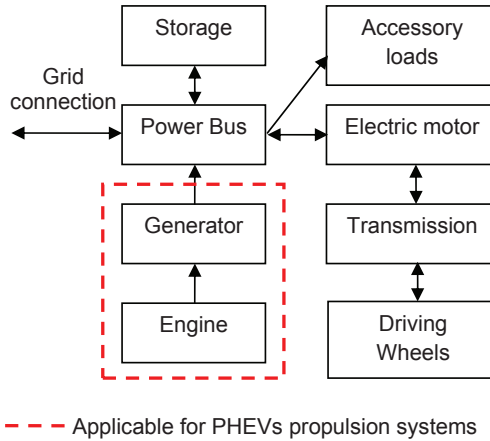 Storage
Accessory
loads
Grid
connection
Power Bus
Electric motor
Generator
Transmission
Engine
Driving
Wheels
Applicable for PHEVs propulsion systems